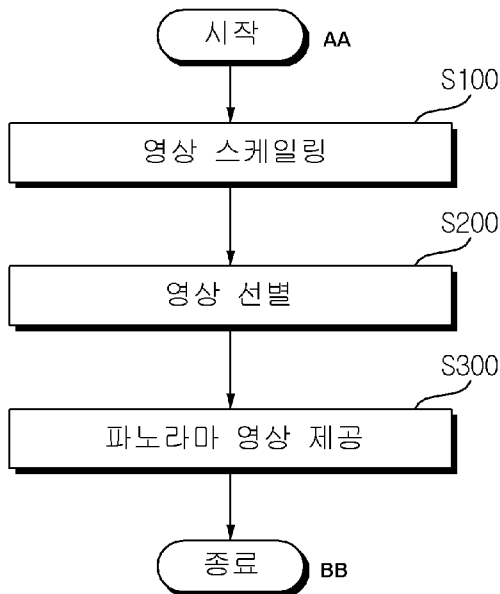 시작 AA
S100
영상 스케일링
S200
영상 선별
S300
파노라마 영상 제공
종료 BB